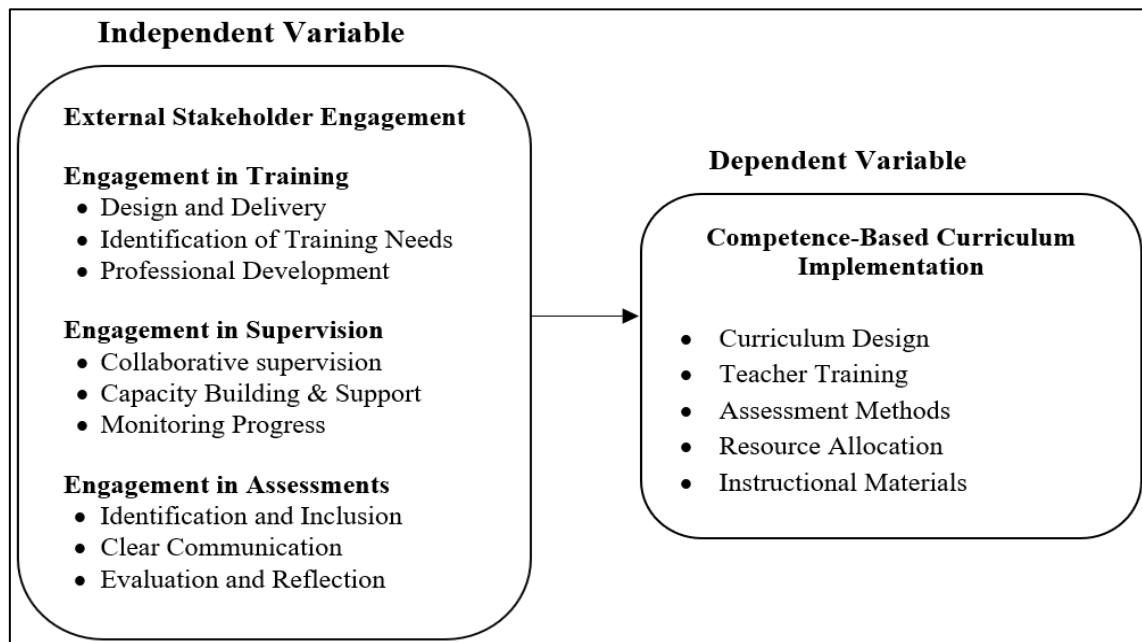 Independent Variable
External Stakeholder Engagement
Engagement in Training
• Design and Delivery
• Identification of Training Needs
• Professional Development
Engagement in Supervision
• Collaborative supervision
• Capacity Building & Support
• Monitoring Progress
Engagement in Assessments
• Identification and Inclusion
• Clear Communication
• Evaluation and Reflection
Dependent Variable
Competence-Based Curriculum
Implementation
• Curriculum Design
• Teacher Training
• Assessment Methods
• Resource Allocation
• Instructional Materials